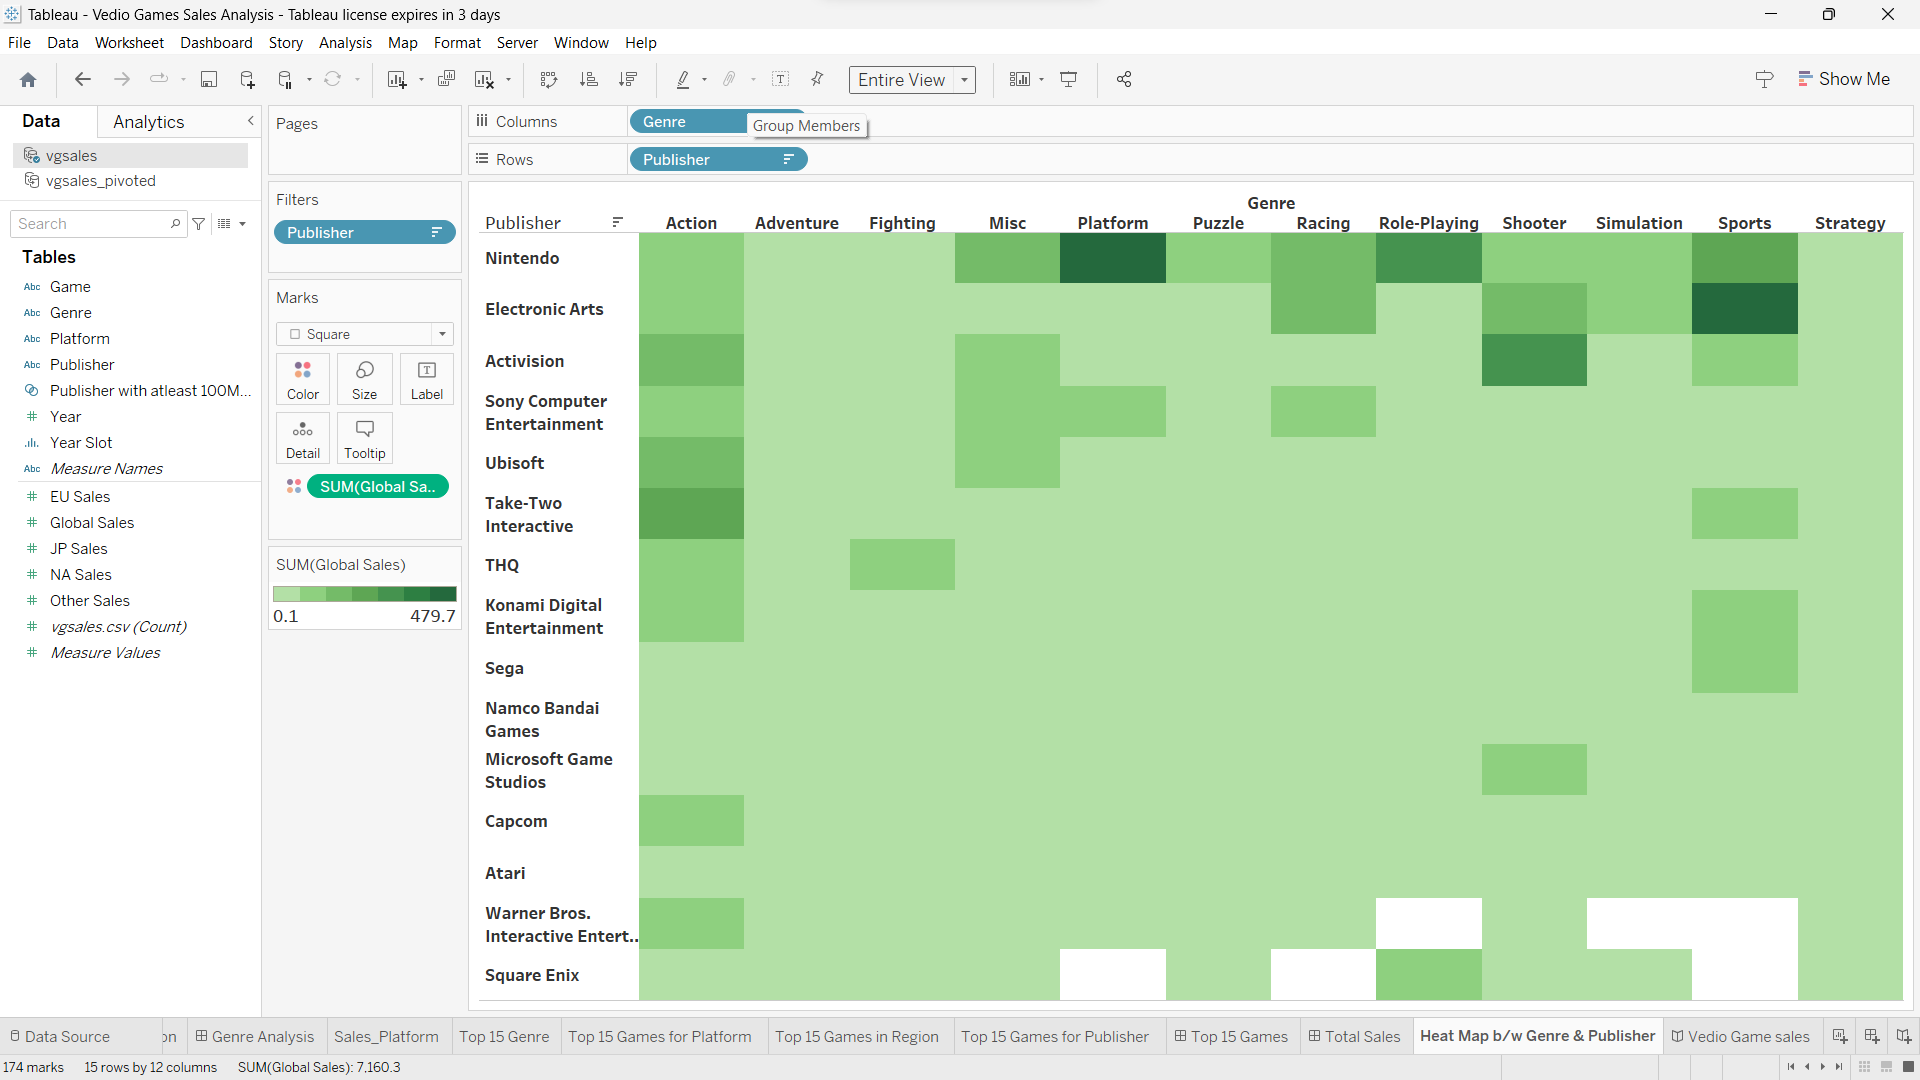 Tableau - Vedio Games Sales Analysis - Tableau license expires in 3 days
File Data Worksheet Dashboard Story Analysis Map Format Server Window Help
Entire View
Show Me
Data Analytics
vgsales
vgsales_pivoted
Search
Tables
Abc Game
Abc Genre
Abc Platform
Abc Publisher
Publisher with atleast 100M...
Year
Year Slot
Abc Measure Names
EU Sales
Global Sales
JP Sales
NA Sales
Other Sales
vgsales.csv (Count)
Measure Values
Pages
Filters
Publisher
Marks
Square
Color Size Label
Detail Tooltip
SUM(Global Sa..
SUM(Global Sales)
0.1 479.7
Columns Genre
Group Members
Rows Publisher
Genre
Publisher Action Adventure Fighting Misc Platform Puzzle Racing Role-Playing Shooter Simulation Sports Strategy
Nintendo
Electronic Arts
Activision
Sony Computer
Entertainment
Ubisoft
Take-Two
Interactive
THQ
Konami Digital
Entertainment
Sega
Namco Bandai
Games
Microsoft Game
Studios
Capcom
Atari
Warner Bros.
Interactive Entert..
Square Enix
Data Source on Genre Analysis Sales_Platform Top 15 Genre Top 15 Games for Platform Top 15 Games in Region Top 15 Games for Publisher Top 15 Games Total Sales Heat Map b/w Genre & Publisher Vedio Game sales
174 marks 15 rows by 12 columns SUM(Global Sales): 7,160.3